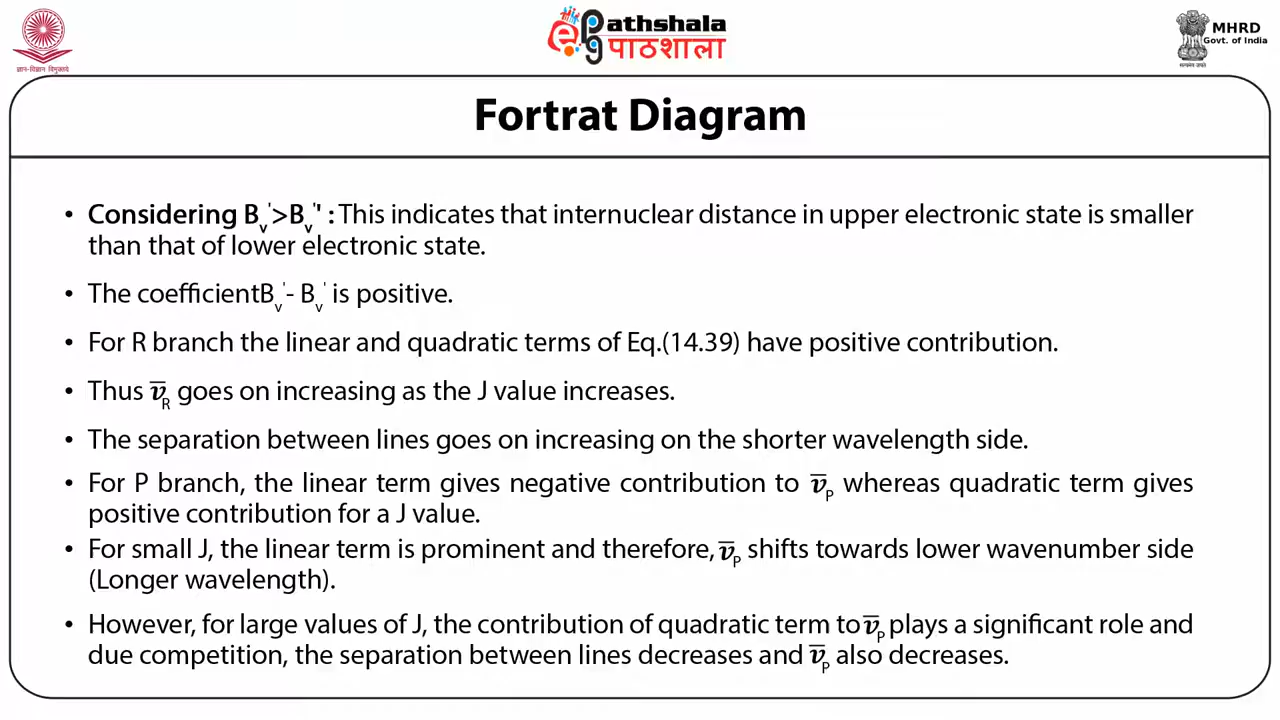 ज्ञान-विज्ञान विमुक्तये
ePathshala
पाठशाला
MHRD
Govt. of India
सत्यमेव जयते
Fortrat Diagram
• Considering Bv'>Bv'' : This indicates that internuclear distance in upper electronic state is smaller
than that of lower electronic state.
• The coefficientBv'- Bv' is positive.
• For R branch the linear and quadratic terms of Eq.(14.39) have positive contribution.
• Thus ν̅R goes on increasing as the J value increases.
• The separation between lines goes on increasing on the shorter wavelength side.
• For P branch, the linear term gives negative contribution to ν̅P whereas quadratic term gives
positive contribution for a J value.
• For small J, the linear term is prominent and therefore, ν̅P shifts towards lower wavenumber side
(Longer wavelength).
• However, for large values of J, the contribution of quadratic term to ν̅P plays a significant role and
due competition, the separation between lines decreases and ν̅P also decreases.